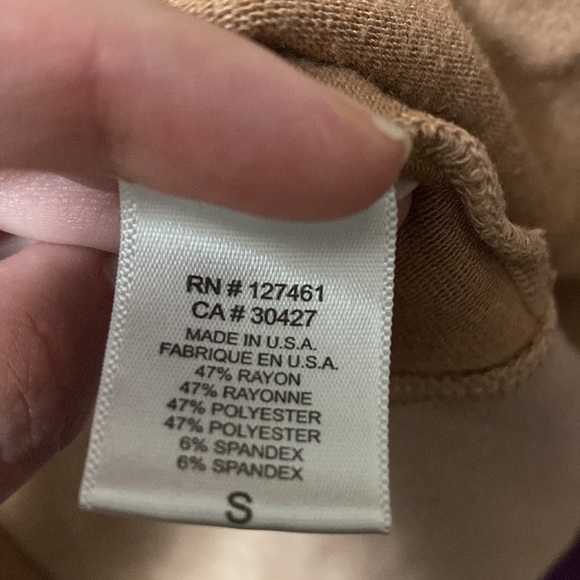 RN # 127461
CA # 30427
MADE IN U.S.A.
FABRIQUE EN U.S.A.
47% RAYON
47% RAYONNE
47% POLYESTER
47% POLYESTER
6% SPANDEX
6% SPANDEX
S